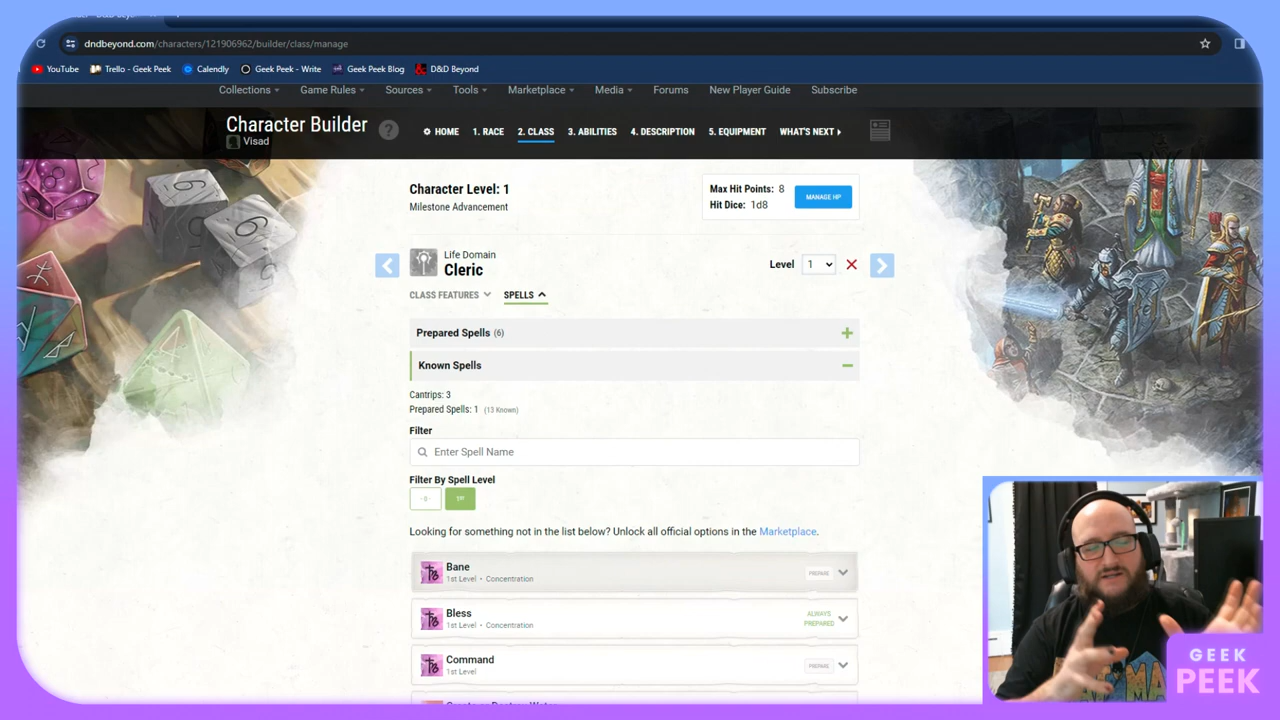 dndbeyond.com/characters/121906962/builder/class/manage
YouTube
Trello - Geek Peek
Calendly
Geek Peek - Write
Geek Peek Blog
D&D Beyond
Collections
Game Rules
Sources
Tools
Marketplace
Media
Forums
New Player Guide
Subscribe
Character Builder
Visad
?
HOME
1. RACE
2. CLASS
3. ABILITIES
4. DESCRIPTION
5. EQUIPMENT
WHAT'S NEXT
Character Level: 1
Milestone Advancement
Max Hit Points: 8
Hit Dice: 1d8
MANAGE HP
Life Domain
Cleric
Level
1
CLASS FEATURES
SPELLS
Prepared Spells (6)
Known Spells
Cantrips: 3
Prepared Spells: 1 (13 Known)
Filter
Enter Spell Name
Filter By Spell Level
- 0 -
1ST
Looking for something not in the list below? Unlock all official options in the Marketplace.
Bane
1st Level • Concentration
PREPARE
Bless
1st Level • Concentration
ALWAYS
PREPARED
Command
1st Level
PREPARE
GEEK
PEEK